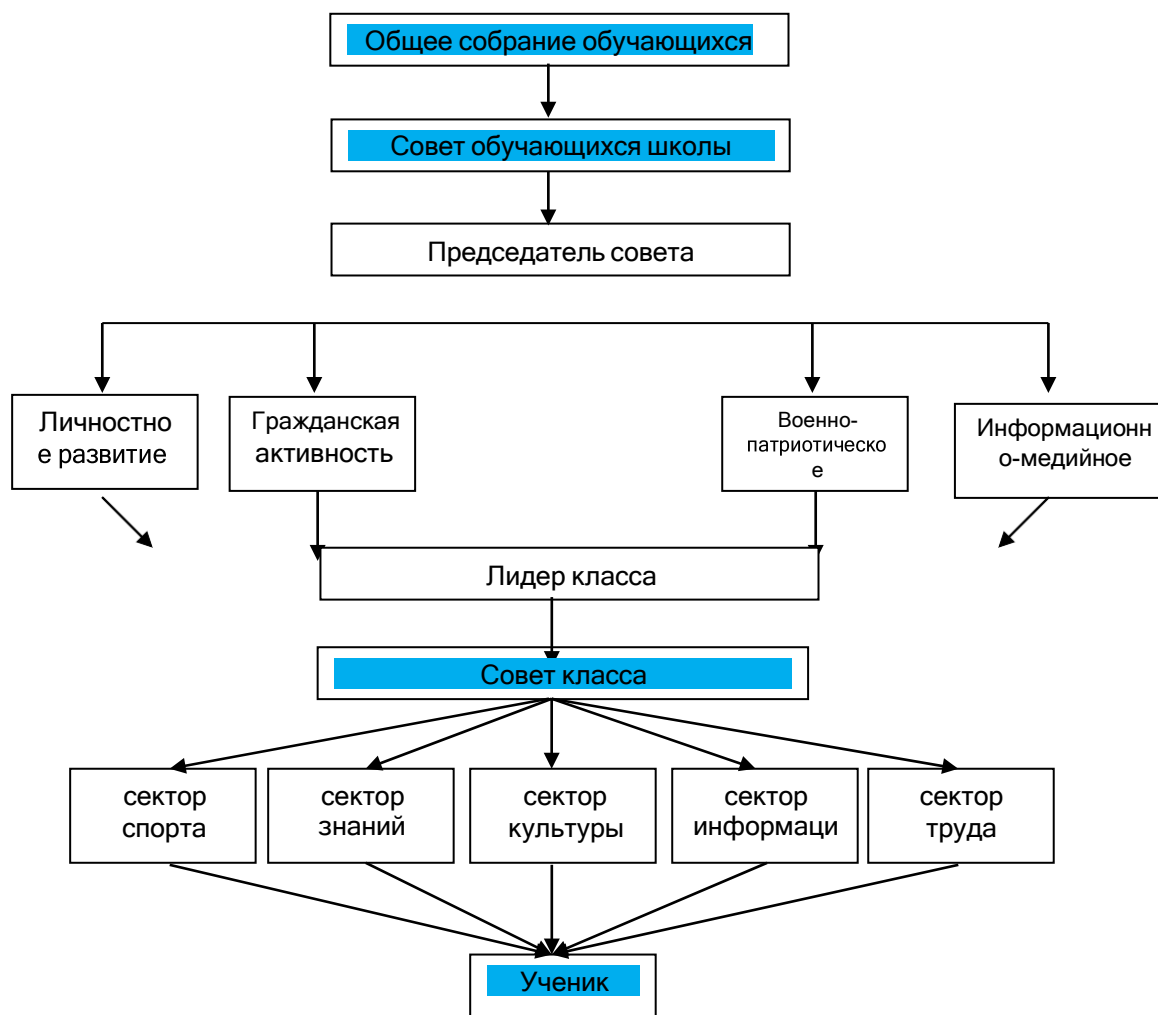 Общее собрание обучающихся
Совет обучающихся школы
Председатель совета
Личностно
е развитие
Гражданская
активность
Военно-
патриотическо
е
Информационн
о-медийное
Лидер класса
Совет класса
сектор
спорта
сектор
знаний
сектор
культуры
сектор
информаци
сектор
труда
Ученик